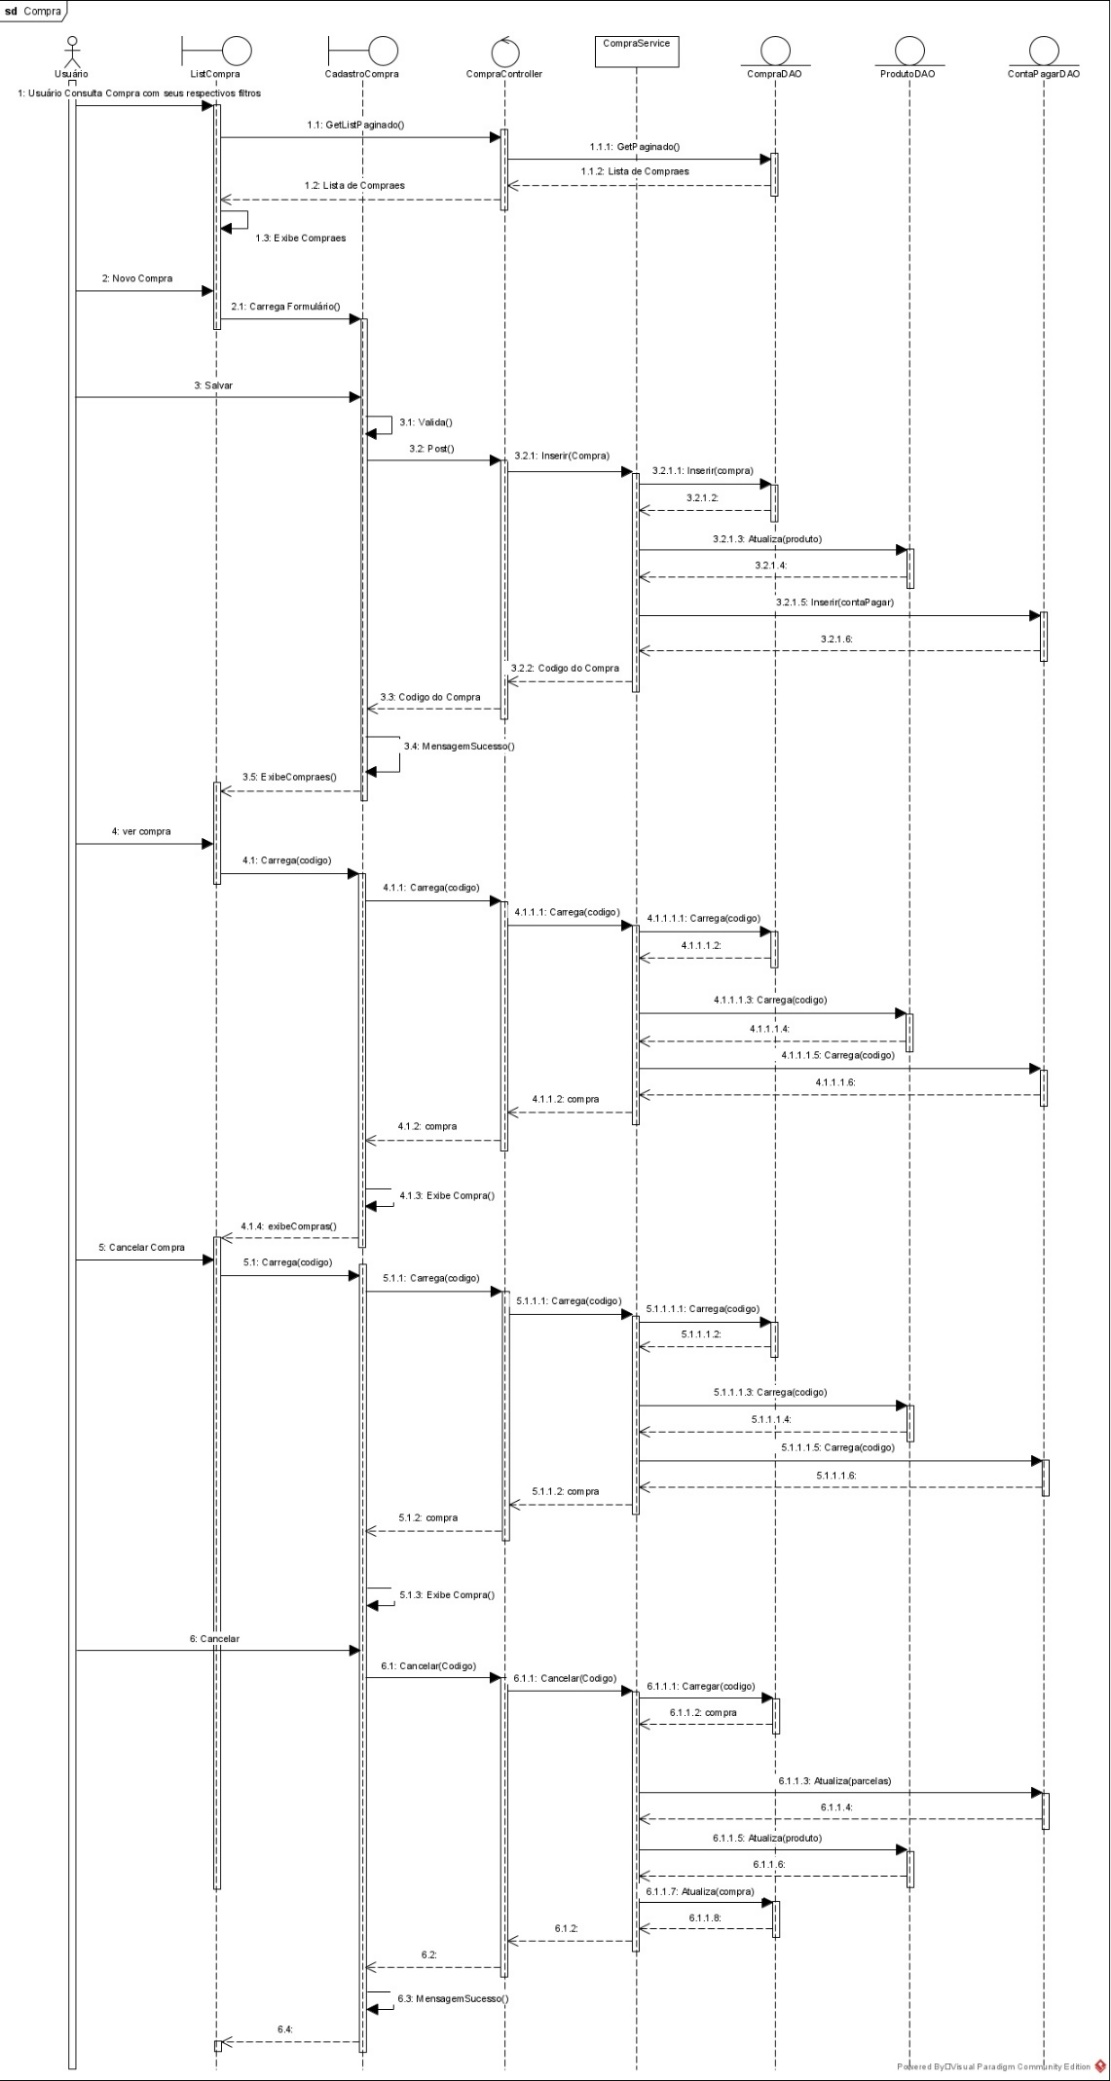 sd Compra
Usuário
ListCompra
CadastroCompra
CompraController
CompraService
CompraDAO
ProdutoDAO
ContaPagarDAO
1: Usuário Consulta Compra com seus respectivos filtros
1.1: GetListPaginado()
1.1.1: GetPaginado()
1.1.2: Lista de Compraes
1.2: Lista de Compraes
1.3: Exibe Compraes
2: Novo Compra
2.1: Carrega Formulário()
3: Salvar
3.1: Valida()
3.2: Post()
3.2.1: Inserir(Compra)
3.2.1.1: Inserir(compra)
3.2.1.2:
3.2.1.3: Atualiza(produto)
3.2.1.4:
3.2.1.5: Inserir(contaPagar)
3.2.1.6:
3.2.2: Codigo do Compra
3.3: Codigo do Compra
3.4: MensagemSucesso()
3.5: ExibeCompraes()
4: ver compra
4.1: Carrega(codigo)
4.1.1: Carrega(codigo)
4.1.1.1: Carrega(codigo)
4.1.1.1.1: Carrega(codigo)
4.1.1.1.2:
4.1.1.1.3: Carrega(codigo)
4.1.1.1.4:
4.1.1.1.5: Carrega(codigo)
4.1.1.1.6:
4.1.1.2: compra
4.1.2: compra
4.1.3: Exibe Compra()
4.1.4: exibeCompras()
5: Cancelar Compra
5.1: Carrega(codigo)
5.1.1: Carrega(codigo)
5.1.1.1: Carrega(codigo)
5.1.1.1.1: Carrega(codigo)
5.1.1.1.2:
5.1.1.1.3: Carrega(codigo)
5.1.1.1.4:
5.1.1.1.5: Carrega(codigo)
5.1.1.1.6:
5.1.1.2: compra
5.1.2: compra
5.1.3: Exibe Compra()
6: Cancelar
6.1: Cancelar(Codigo)
6.1.1: Cancelar(Codigo)
6.1.1.1: Carregar(codigo)
6.1.1.2: compra
6.1.1.3: Atualiza(parcelas)
6.1.1.4:
6.1.1.5: Atualiza(produto)
6.1.1.6:
6.1.1.7: Atualiza(compra)
6.1.1.8:
6.1.2:
6.2:
6.3: MensagemSucesso()
6.4:
Powered By Visual Paradigm Community Edition